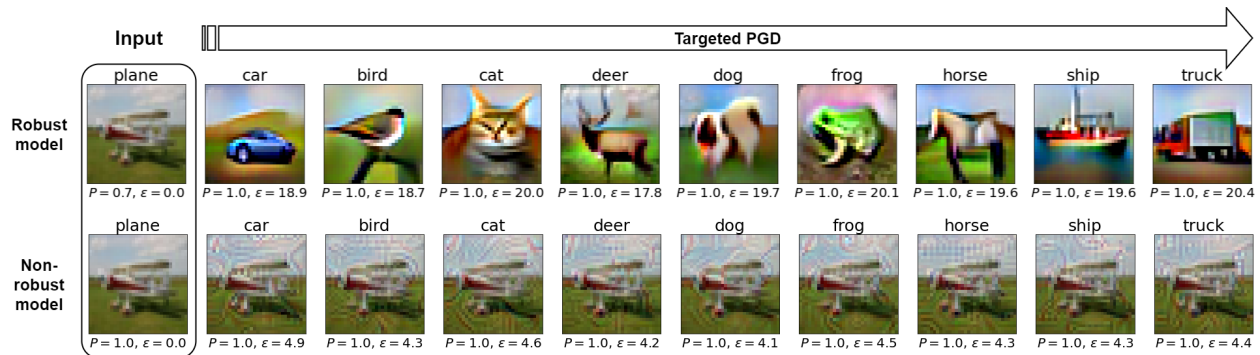 Input
Targeted PGD
plane car bird cat deer dog frog horse ship truck
Robust
model
P = 0.7, ε = 0.0 P = 1.0, ε = 18.9 P = 1.0, ε = 18.7 P = 1.0, ε = 20.0 P = 1.0, ε = 17.8 P = 1.0, ε = 19.7 P = 1.0, ε = 20.1 P = 1.0, ε = 19.6 P = 1.0, ε = 19.6 P = 1.0, ε = 20.4
plane car bird cat deer dog frog horse ship truck
Non-
robust
model
P = 1.0, ε = 0.0 P = 1.0, ε = 4.9 P = 1.0, ε = 4.3 P = 1.0, ε = 4.6 P = 1.0, ε = 4.2 P = 1.0, ε = 4.1 P = 1.0, ε = 4.5 P = 1.0, ε = 4.3 P = 1.0, ε = 4.3 P = 1.0, ε = 4.4